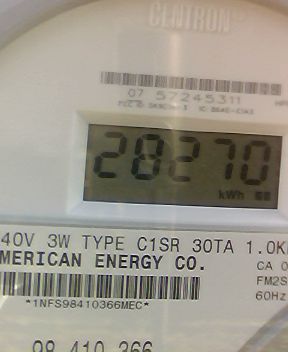 CENTRON
07 57245311
28270
kWh
40V 3W TYPE C1SR 30TA 1.0K
MERICAN ENERGY CO.
CA 0
FM2S
60Hz
*1NFS98410366MEC*
98 410 366